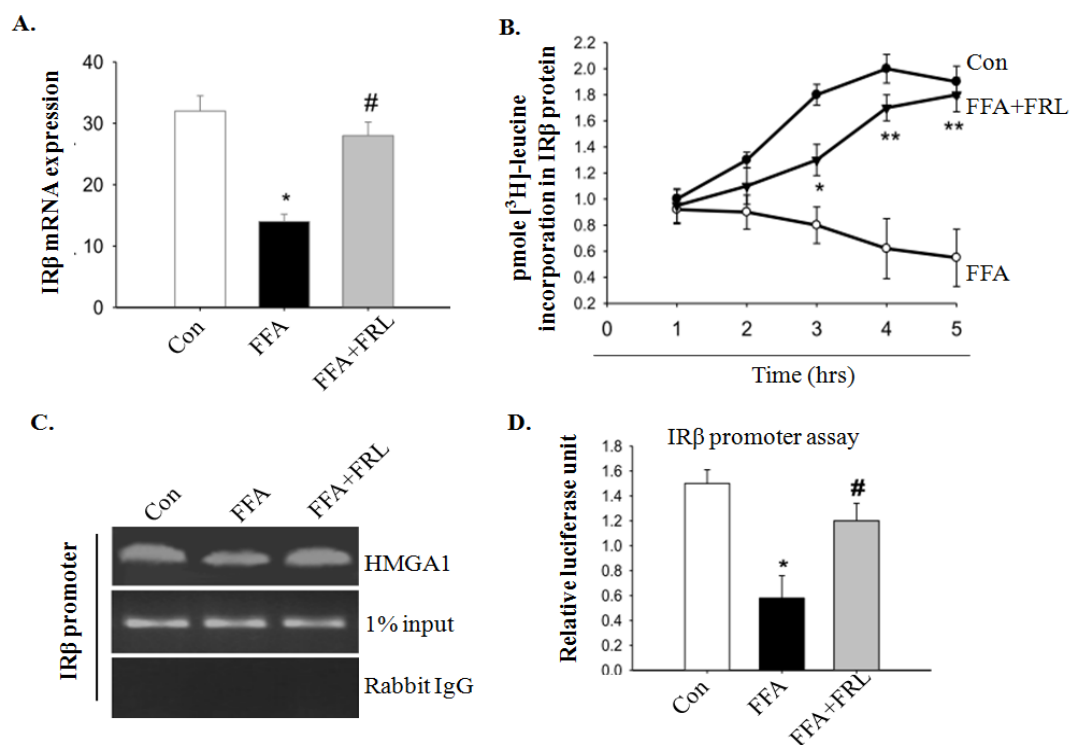 A.
IRβ mRNA expression
40
30
20
10
0
*
#
Con
FFA
FFA+FRL
B.
pmole [³H]-leucine
incorporation in IRβ protein
2.2
2.0
1.8
1.6
1.4
1.2
1.0
0.8
0.6
0.4
0.2
Con
FFA+FRL
FFA
*
**
**
0 1 2 3 4 5
Time (hrs)
C.
Con
FFA
FFA+FRL
IRβ promoter
HMGA1
1% input
Rabbit IgG
D.
IRβ promoter assay
Relative luciferase unit
1.8
1.6
1.4
1.2
1.0
0.8
0.6
0.4
0.2
0.0
*
#
Con
FFA
FFA+FRL